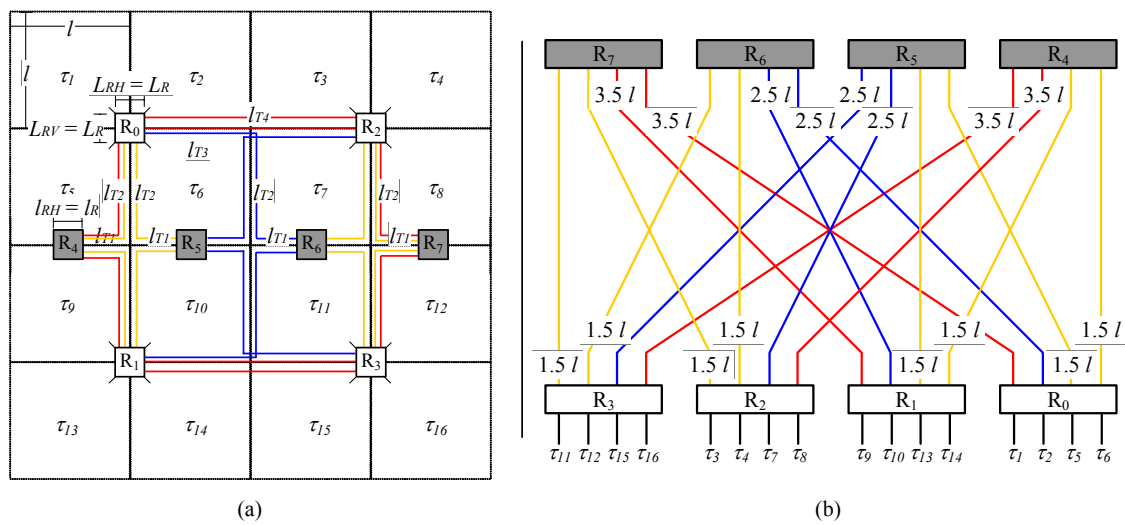 l
l
τ1
τ2
τ3
τ4
LRH = LR
LRV = LR
R0
lT4
R2
lT3
τ5
lT2
lT2
τ6
lT2
τ7
lT2
τ8
lRH = lR
R4
lT1
lT1
R5
lT1
R6
lT1
R7
τ9
τ10
τ11
τ12
R1
R3
τ13
τ14
τ15
τ16
(a)
R7
R6
R5
R4
3.5 l
2.5 l
2.5 l
3.5 l
3.5 l
2.5 l
2.5 l
3.5 l
1.5 l
1.5 l
1.5 l
1.5 l
1.5 l
1.5 l
1.5 l
1.5 l
R3
R2
R1
R0
τ11 τ12 τ15 τ16
τ3 τ4 τ7 τ8
τ9 τ10 τ13 τ14
τ1 τ2 τ5 τ6
(b)